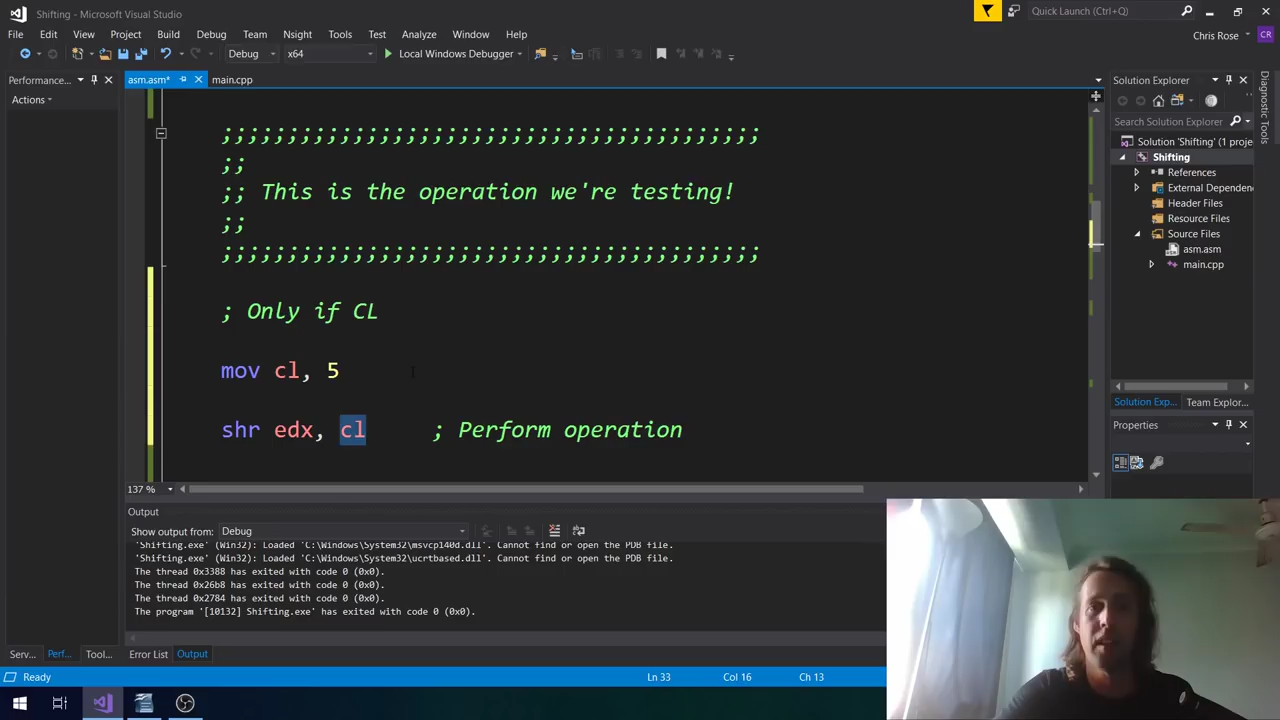 Shifting - Microsoft Visual Studio
Quick Launch (Ctrl+Q)
File Edit View Project Build Debug Team Nsight Tools Test Analyze Window Help
Chris Rose CR
Debug x64 Local Windows Debugger
Performance...
Actions
asm.asm* main.cpp
;;;;;;;;;;;;;;;;;;;;;;;;;;;;;;;;;;;;;;;;;
;;
;; This is the operation we're testing!
;;
;;;;;;;;;;;;;;;;;;;;;;;;;;;;;;;;;;;;;;;;;
; Only if CL
mov cl, 5
shr edx, cl ; Perform operation
137 %
Solution Explorer
Search Solution Explorer
Solution 'Shifting' (1 proje
Shifting
References
External Dependenc
Header Files
Resource Files
Source Files
asm.asm
main.cpp
Solution Exp... Team Explor...
Properties
Diagnostic Tools
Output
Show output from: Debug
'Shifting.exe' (Win32): Loaded 'C:\Windows\System32\msvcp140d.dll'. Cannot find or open the PDB file.
'Shifting.exe' (Win32): Loaded 'C:\Windows\System32\ucrtbased.dll'. Cannot find or open the PDB file.
The thread 0x3388 has exited with code 0 (0x0).
The thread 0x26b8 has exited with code 0 (0x0).
The thread 0x2784 has exited with code 0 (0x0).
The program '[10132] Shifting.exe' has exited with code 0 (0x0).
Serv... Perf... Tool... Error List Output
Ready Ln 33 Col 16 Ch 13